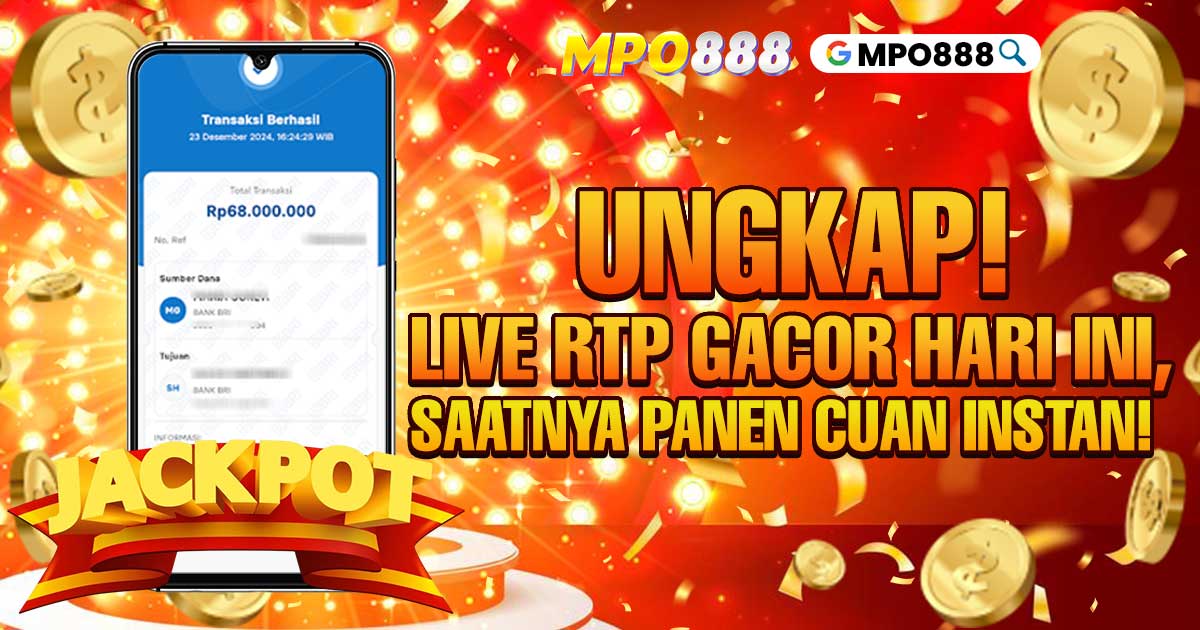 MPO888
MPO888
Transaksi Berhasil
23 Desember 2024, 16:24:29 WIB
Total Transaksi
Rp68.000.000
No. Ref
Sumber Dana
MG
BANK BRI
Tujuan
SH
BANK BRI
INFORMASI
JACKPOT
UNGKAP!
LIVE RTP GACOR HARI INI,
SAATNYA PANEN CUAN INSTAN!